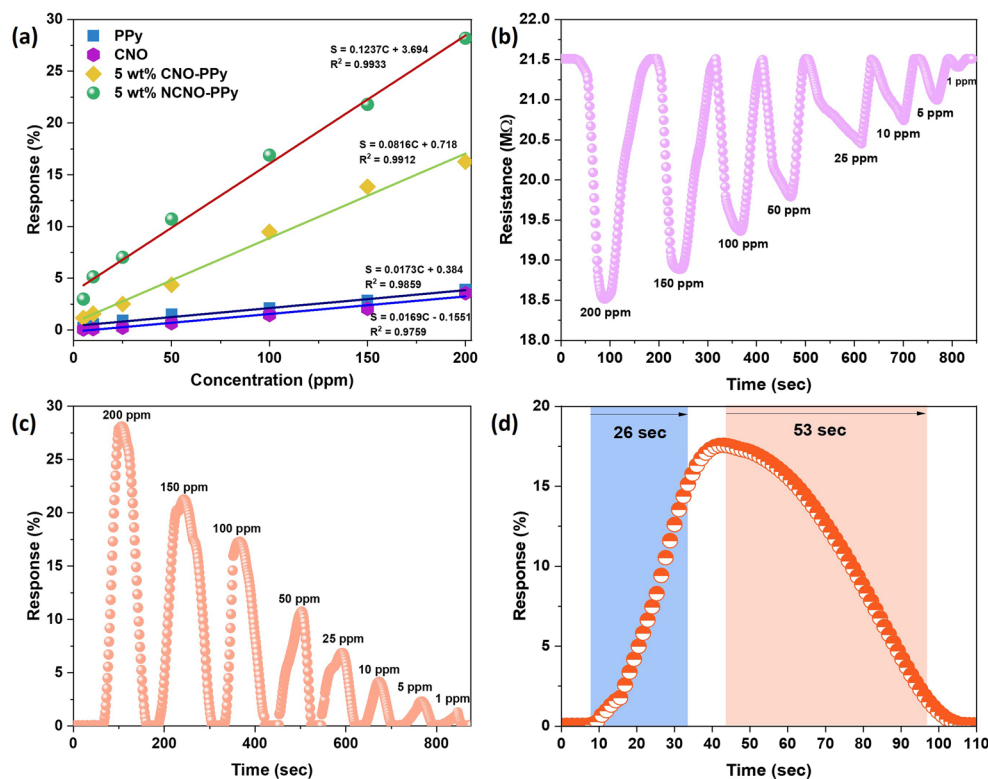 (a)
PPy
CNO
5 wt% CNO-PPy
5 wt% NCNO-PPy
S = 0.1237C + 3.694
R² = 0.9933
S = 0.0816C + 0.718
R² = 0.9912
S = 0.0173C + 0.384
R² = 0.9859
S = 0.0169C - 0.1551
R² = 0.9759
Response (%)
30
25
20
15
10
5
0
0 50 100 150 200
Concentration (ppm)
(b)
Resistance (MΩ)
22.0
21.5
21.0
20.5
20.0
19.5
19.0
18.5
18.0
200 ppm
150 ppm
100 ppm
50 ppm
25 ppm
10 ppm
5 ppm
1 ppm
0 100 200 300 400 500 600 700 800
Time (sec)
(c)
Response (%)
30
25
20
15
10
5
0
200 ppm
150 ppm
100 ppm
50 ppm
25 ppm
10 ppm
5 ppm
1 ppm
0 200 400 600 800
Time (sec)
(d)
26 sec
53 sec
Response (%)
20
15
10
5
0
0 10 20 30 40 50 60 70 80 90 100 110
Time (sec)